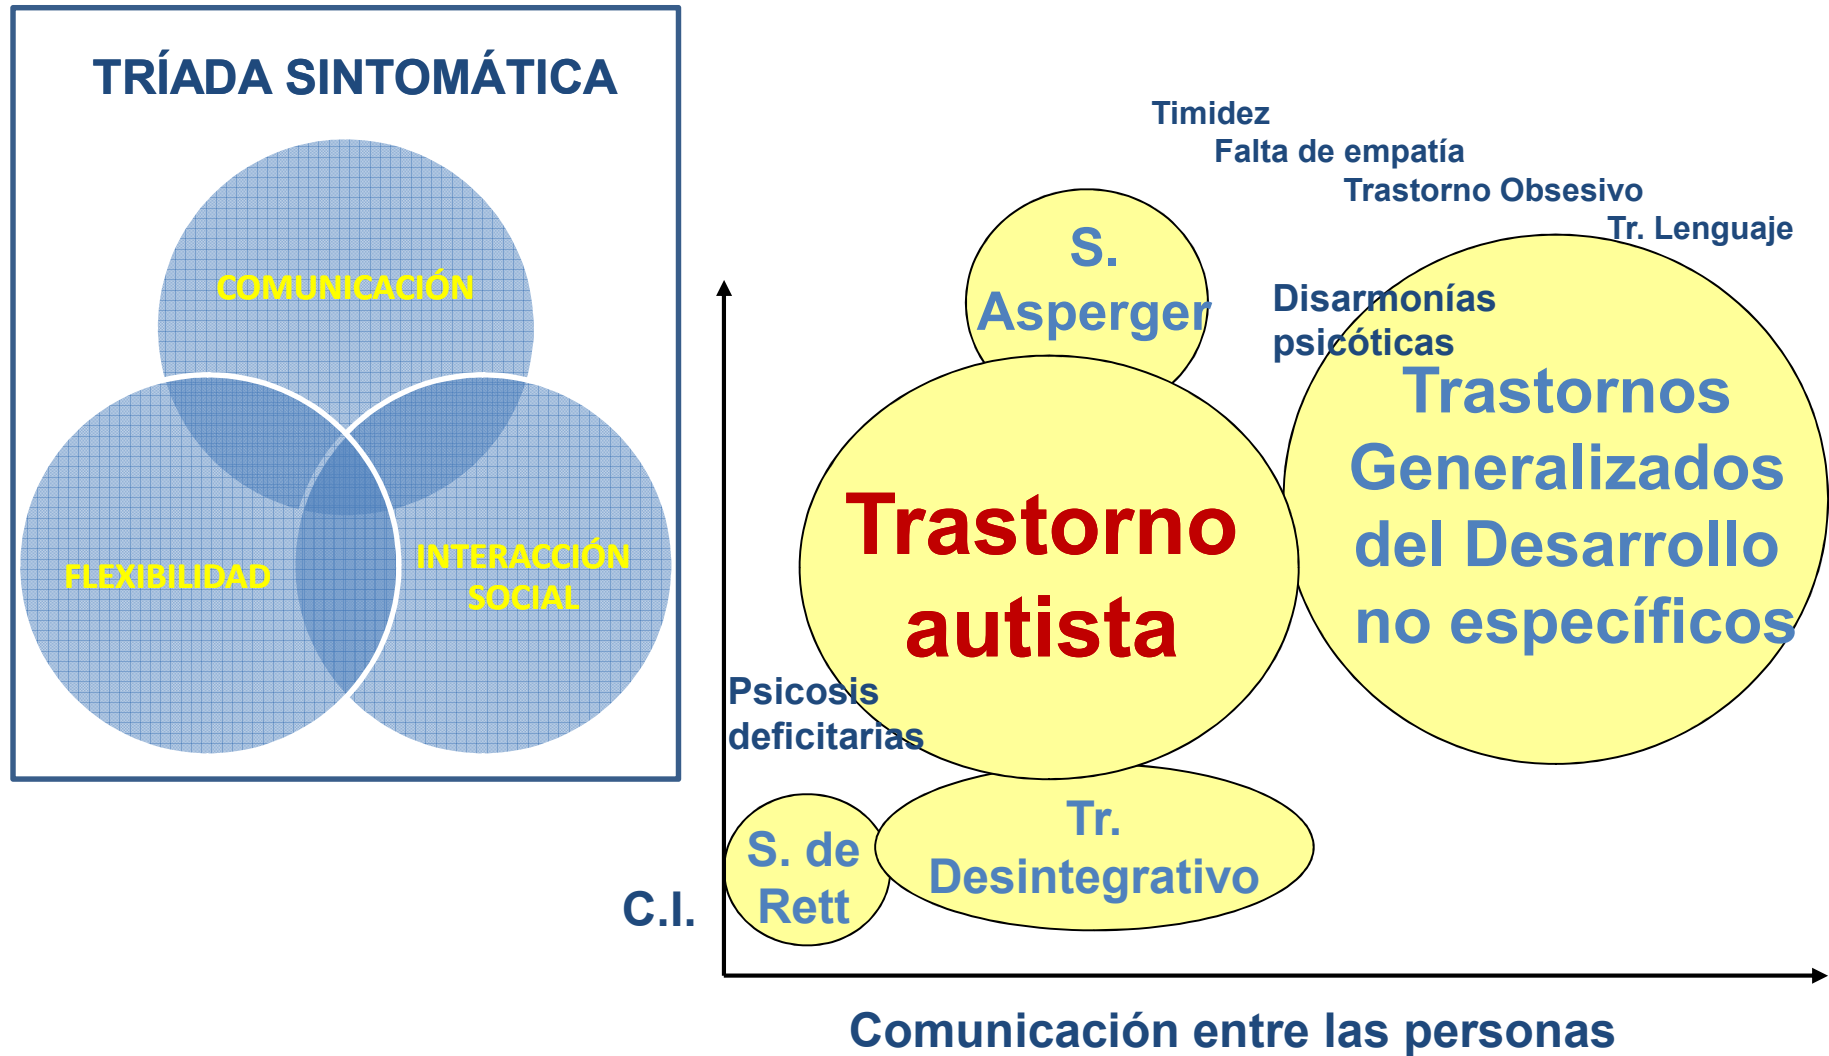 TRÍADA SINTOMÁTICA
COMUNICACIÓN
FLEXIBILIDAD
INTERACCIÓN
SOCIAL
Timidez
Falta de empatía
Trastorno Obsesivo
Tr. Lenguaje
S.
Asperger
Disarmonías
psicóticas
Trastornos
Generalizados
del Desarrollo
no específicos
Trastorno
autista
Psicosis
deficitarias
S. de
Rett
Tr.
Desintegrativo
C.I.
Comunicación entre las personas